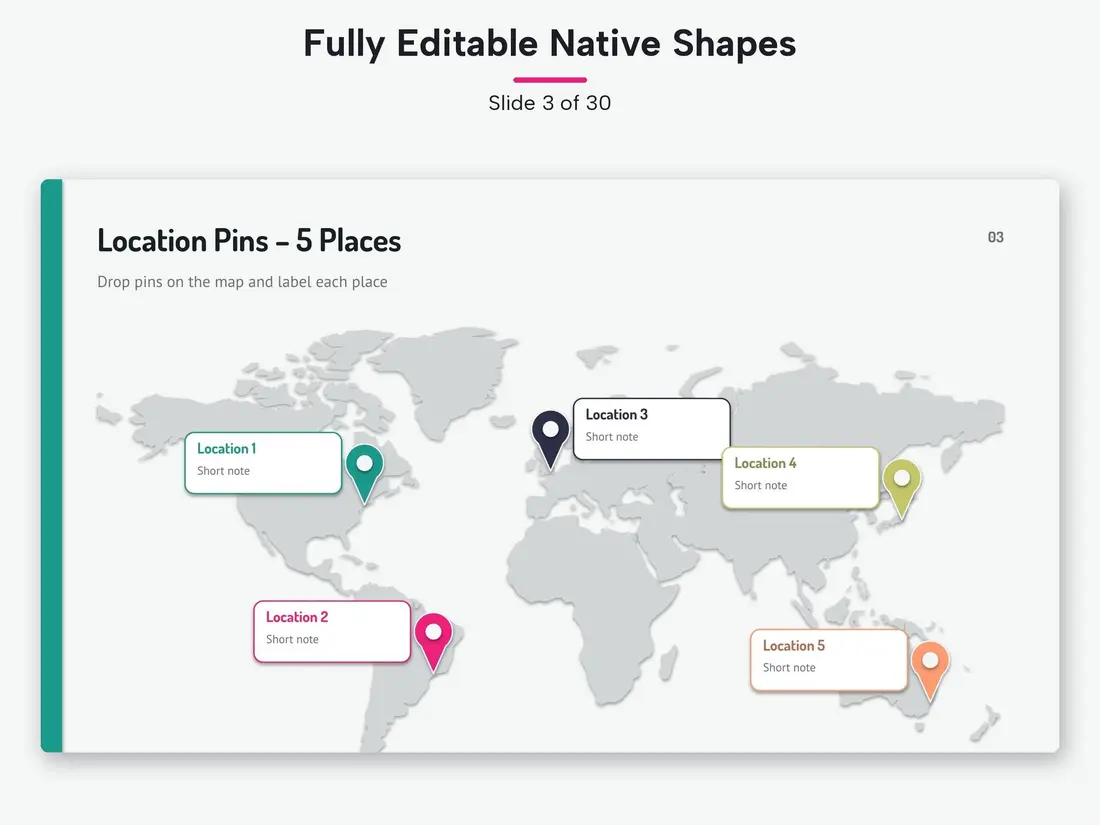 Fully Editable Native Shapes
Slide 3 of 30
Location Pins – 5 Places
03
Drop pins on the map and label each place
Location 1
Short note
Location 2
Short note
Location 3
Short note
Location 4
Short note
Location 5
Short note